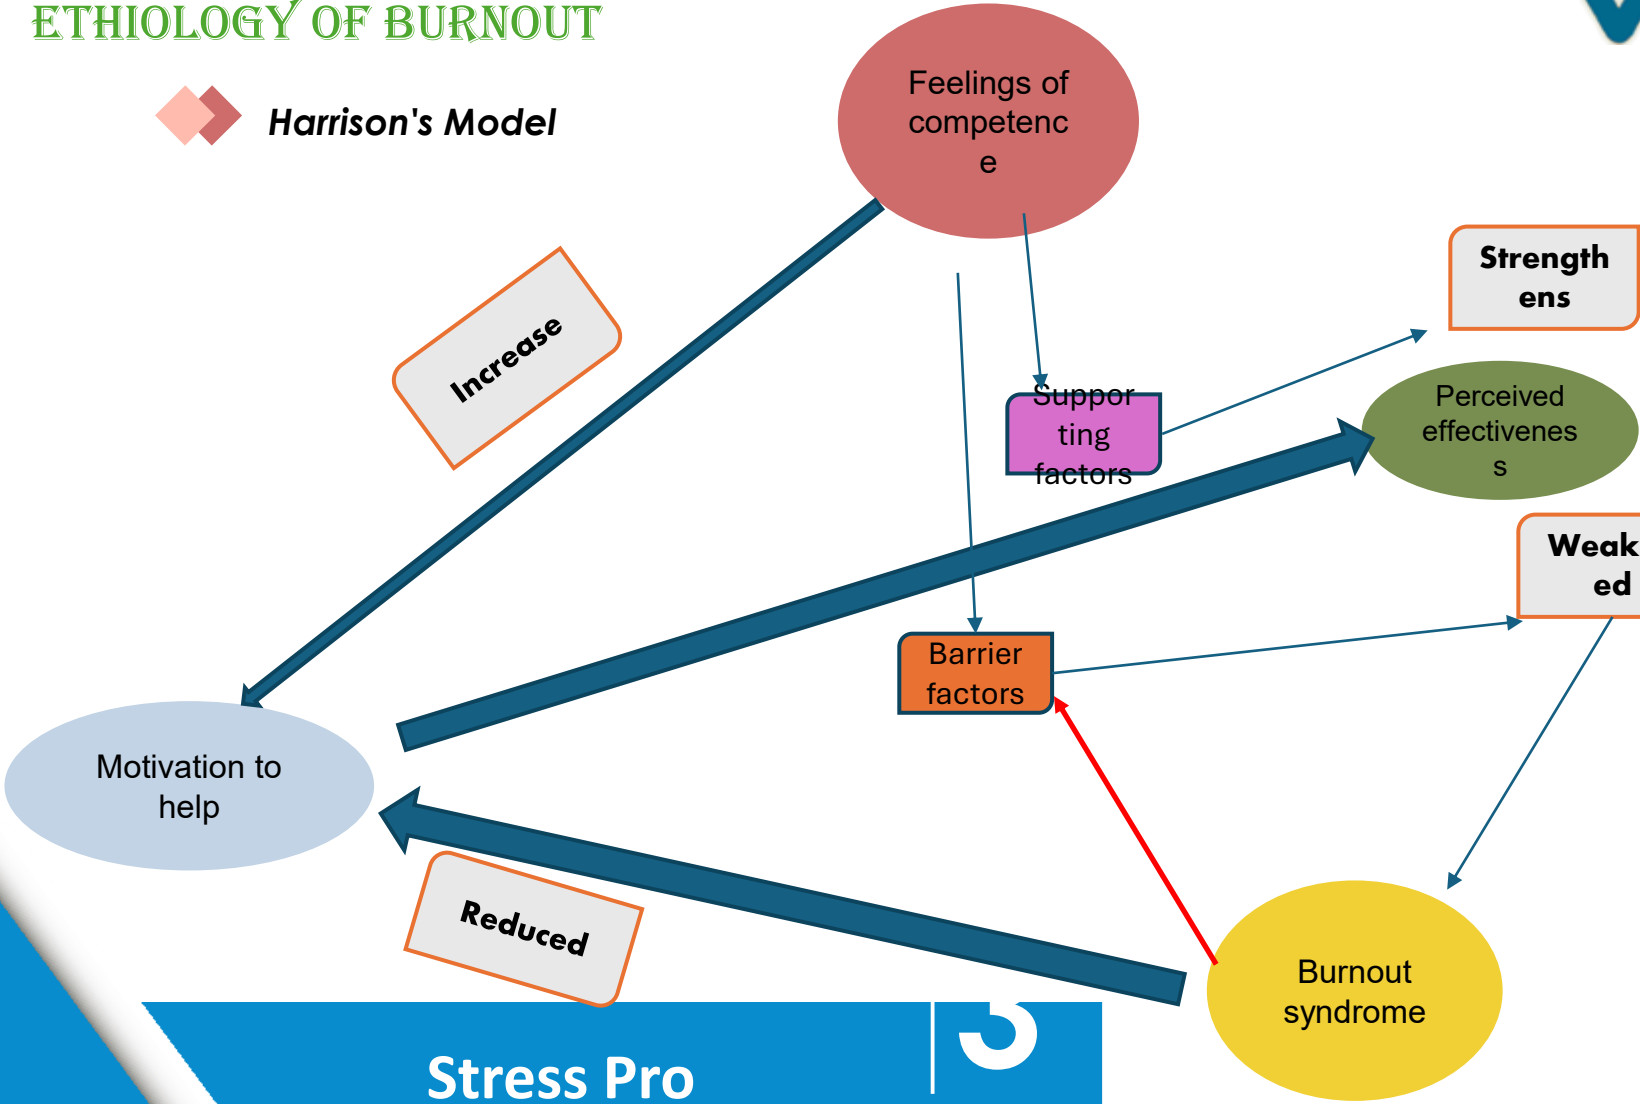 ETHIOLOGY OF BURNOUT
Harrison's Model
Feelings of
competenc
e
Strength
ens
Increase
Suppor
ting
factors
Perceived
effectivenes
s
Weak
ed
Barrier
factors
Motivation to
help
Reduced
Burnout
syndrome
3
Stress Pro